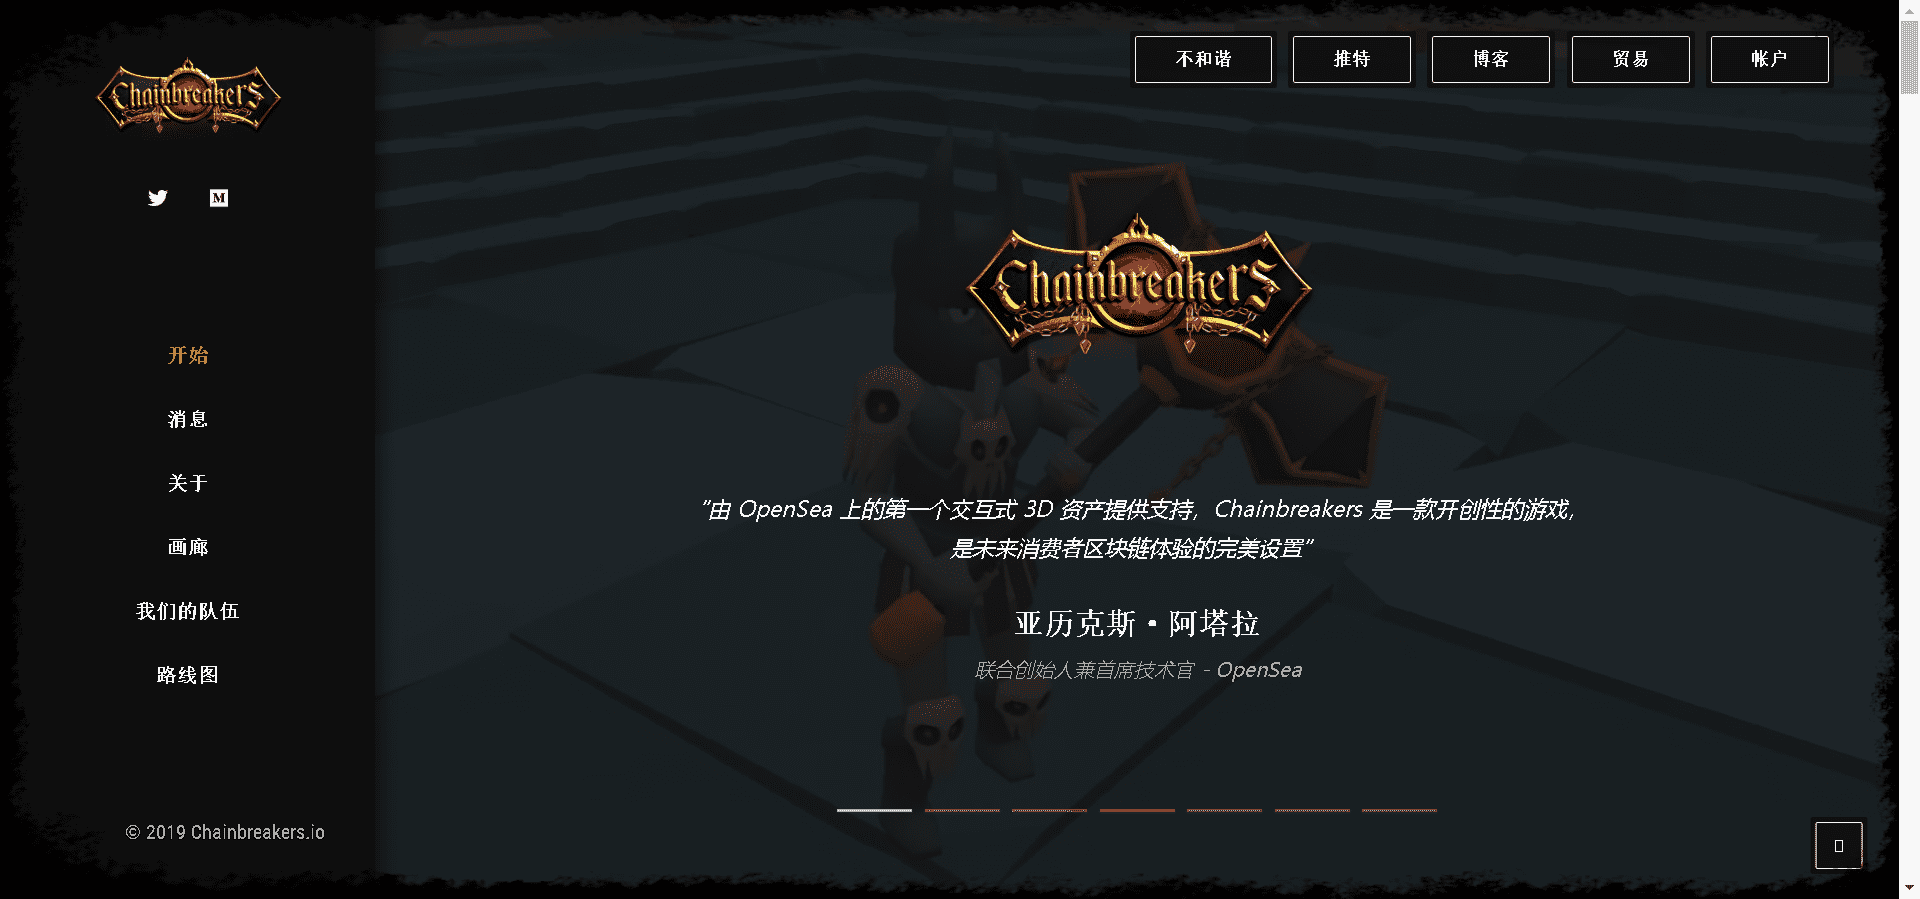 Chainbreakers
不和谐
推特
博客
贸易
帐户
M
Chainbreakers
开始
消息
关于
画廊
我们的队伍
路线图
"由 OpenSea 上的第一个交互式 3D 资产提供支持，Chainbreakers 是一款开创性的游戏，
是未来消费者区块链体验的完美设置"
亚历克斯·阿塔拉
联合创始人兼首席技术官 - OpenSea
© 2019 Chainbreakers.io